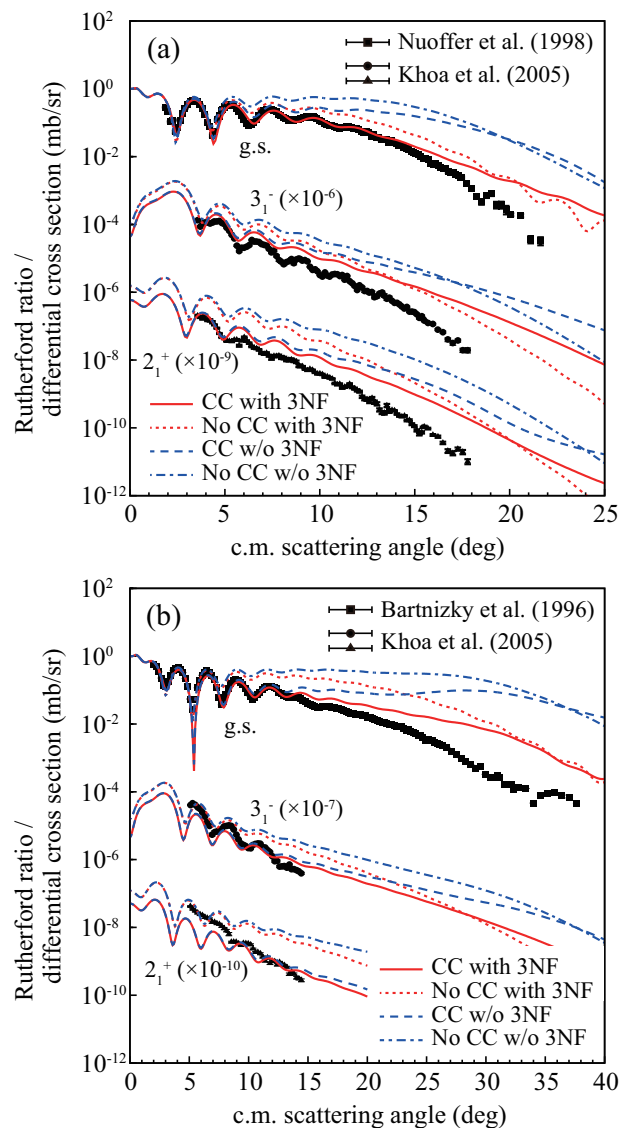 (a)
Nuoffer et al. (1998)
Khoa et al. (2005)
10^2
10^0
10^-2
10^-4
10^-6
10^-8
10^-10
10^-12
Rutherford ratio /
differential cross section (mb/sr)
g.s.
3_1^- (×10^-6)
2_1^+ (×10^-9)
CC with 3NF
No CC with 3NF
CC w/o 3NF
No CC w/o 3NF
0 5 10 15 20 25
c.m. scattering angle (deg)
(b)
Bartnizky et al. (1996)
Khoa et al. (2005)
10^2
10^0
10^-2
10^-4
10^-6
10^-8
10^-10
10^-12
Rutherford ratio /
differential cross section (mb/sr)
g.s.
3_1^- (×10^-7)
2_1^+ (×10^-10)
CC with 3NF
No CC with 3NF
CC w/o 3NF
No CC w/o 3NF
0 5 10 15 20 25 30 35 40
c.m. scattering angle (deg)